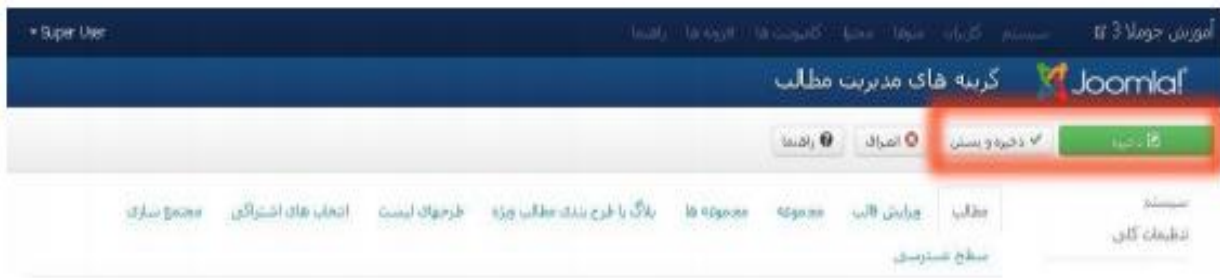 آموزش جوملا 3 سیستم کاربران منوها محتوا کامپوننت ها افزونه ها راهنما Super User
Joomla! گزینه های مدیریت مطالب
ذخیره ذخیره و بستن انصراف راهنما
سیستم
تنظیمات کلی
مطالب ویرایش قالب مجموعه مجموعه ها بلاگ با طرح بندی مطالب ویژه طرحهای لیست انتخاب های اشتراکی مجتمع سازی
سطح دسترسی